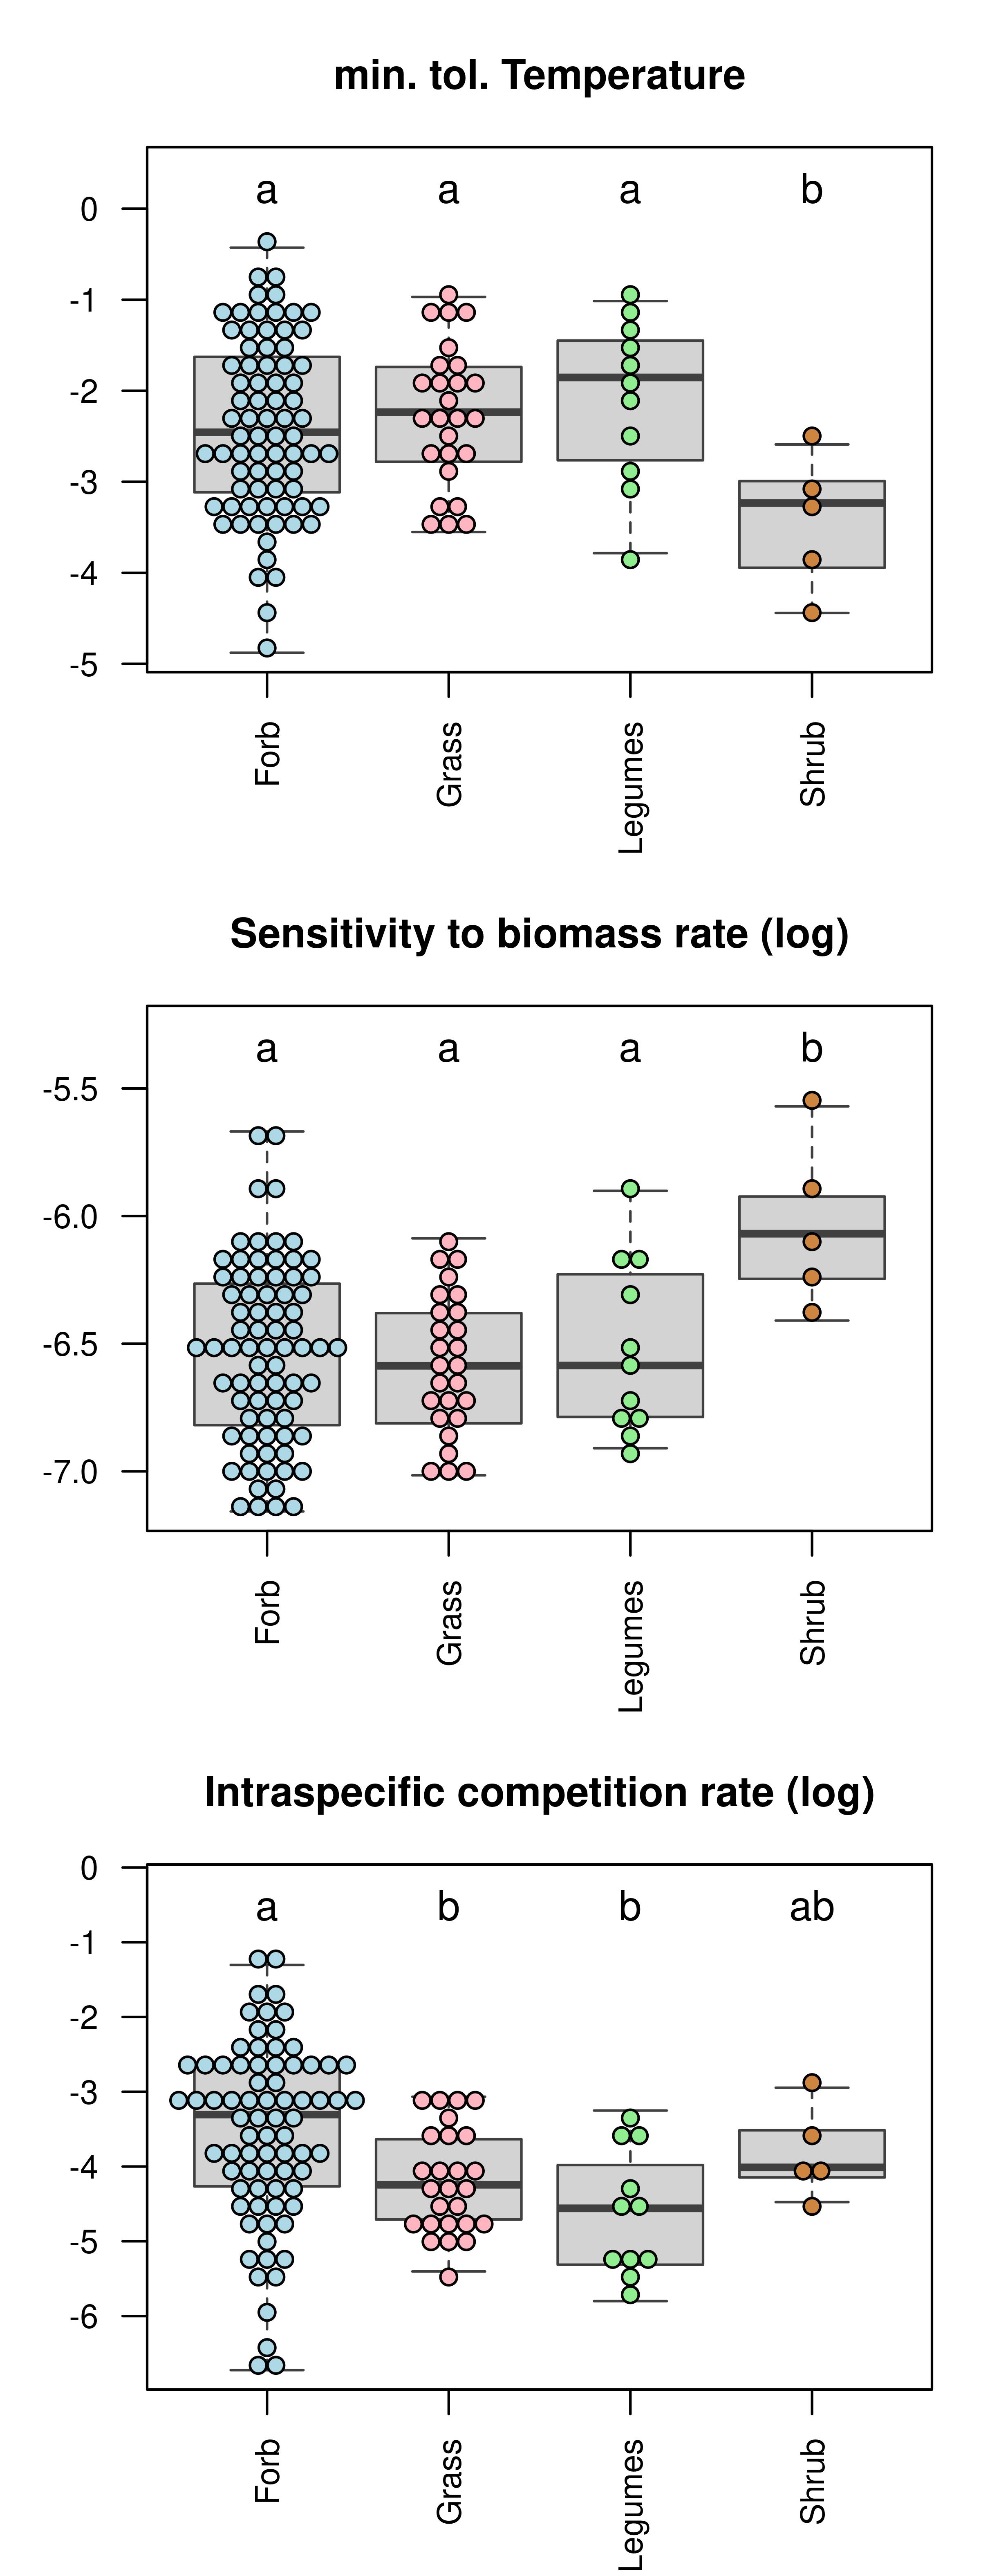 min. tol. Temperature
a a a b
0
-1
-2
-3
-4
-5
Forb Grass Legumes Shrub
Sensitivity to biomass rate (log)
a a a b
-5.5
-6.0
-6.5
-7.0
Forb Grass Legumes Shrub
Intraspecific competition rate (log)
0
a b b ab
-1
-2
-3
-4
-5
-6
Forb Grass Legumes Shrub